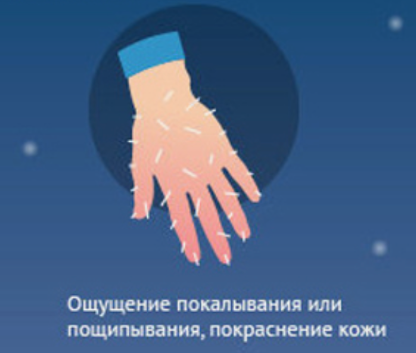 Ощущение покалывания или
пощипывания, покраснение кожи